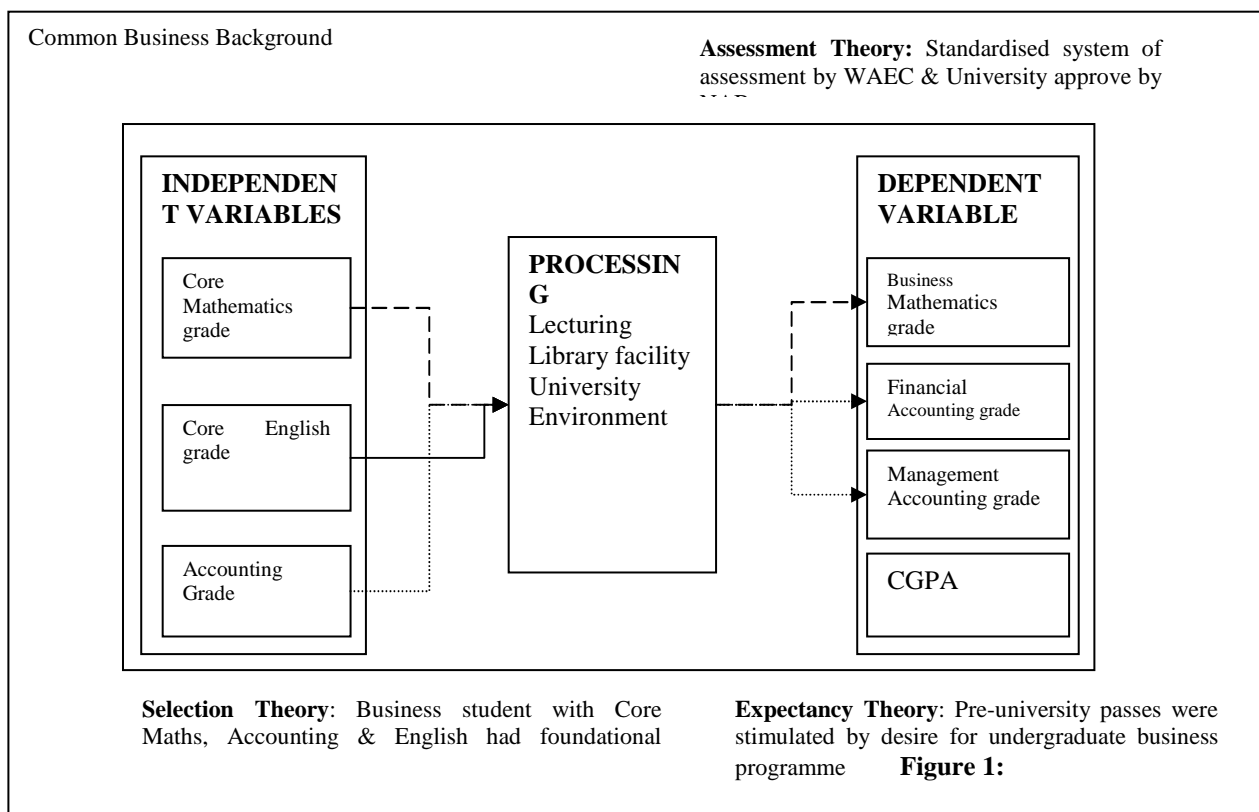 Common Business Background
Assessment Theory: Standardised system of
assessment by WAEC & University approve by
INDEPENDEN
T VARIABLES
Core
Mathematics
grade
Core English
grade
Accounting
Grade
PROCESSIN
G
Lecturing
Library facility
University
Environment
DEPENDENT
VARIABLE
Business
Mathematics
grade
Financial
Accounting grade
Management
Accounting grade
CGPA
Selection Theory: Business student with Core
Maths, Accounting & English had foundational
Expectancy Theory: Pre-university passes were
stimulated by desire for undergraduate business
programme Figure 1: